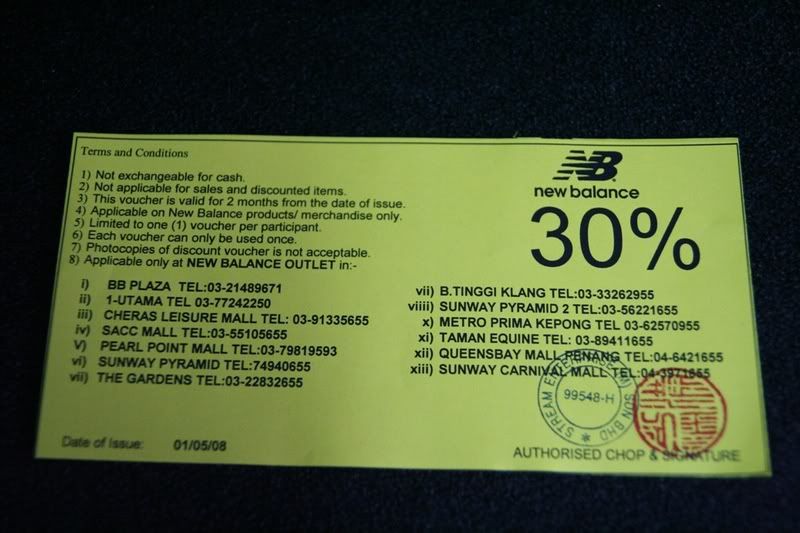 Terms and Conditions
1) Not exchangeable for cash.
2) Not applicable for sales and discounted items.
3) This voucher is valid for 2 months from the date of issue.
4) Applicable on New Balance products/ merchandise only.
5) Limited to one (1) voucher per participant.
6) Each voucher can only be used once.
7) Photocopies of discount voucher is not acceptable.
8) Applicable only at NEW BALANCE OUTLET in:-
i) BB PLAZA TEL:03-21489671
ii) 1-UTAMA TEL 03-77242250
iii) CHERAS LEISURE MALL TEL: 03-91335655
iv) SACC MALL TEL:03-55105655
V) PEARL POINT MALL TEL:03-79819593
vi) SUNWAY PYRAMID TEL:74940655
vii) THE GARDENS TEL:03-22832655
Date of Issue: 01/05/08
NB
new balance
30%
vii) B.TINGGI KLANG TEL:03-33262955
viiii) SUNWAY PYRAMID 2 TEL:03-56221655
x) METRO PRIMA KEPONG TEL 03-62570955
xi) TAMAN EQUINE TEL: 03-89411655
xii) QUEENSBAY MALL PENANG TEL:04-6421655
xiii) SUNWAY CARNIVAL MALL TEL:04-3971655
STREAM SDN BHD
99548-H
AUTHORISED CHOP & SIGNATURE